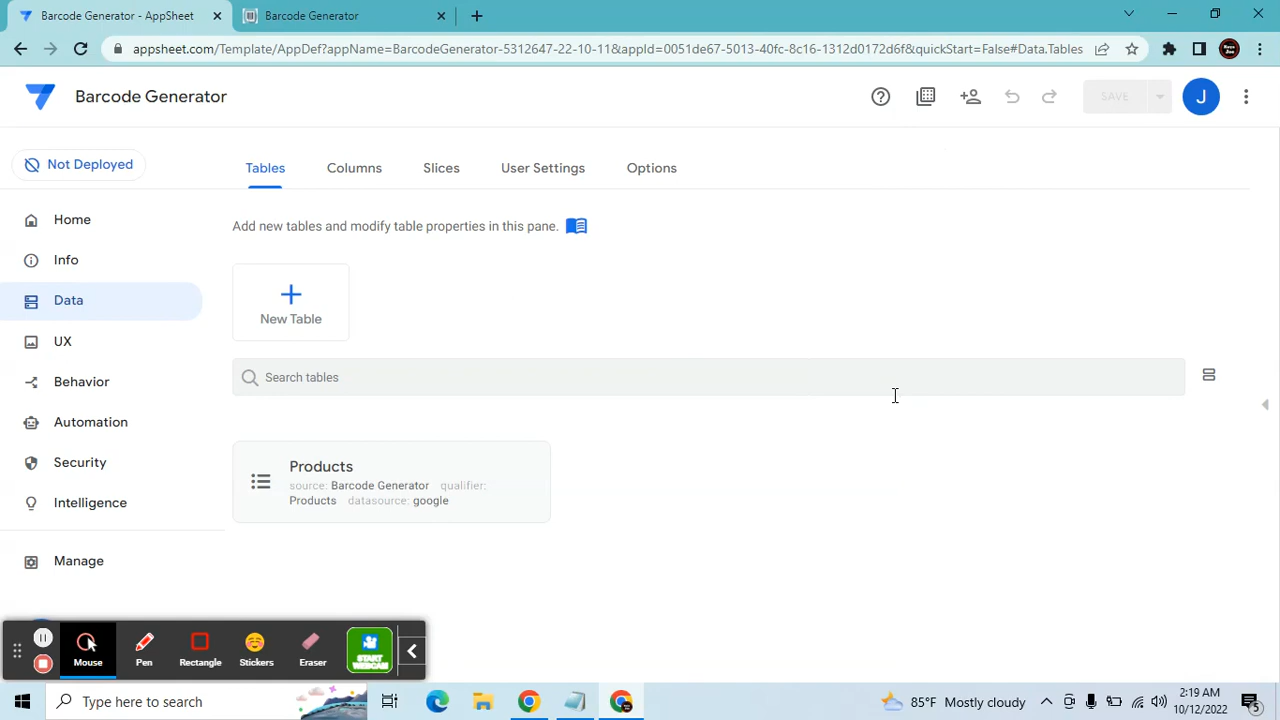 Barcode Generator - AppSheet
Barcode Generator
appsheet.com/Template/AppDef?appName=BarcodeGenerator-5312647-22-10-11&appId=0051de67-5013-40fc-8c16-1312d0172d6f&quickStart=False#Data.Tables
Barcode Generator
SAVE
J
Not Deployed
Tables
Columns
Slices
User Settings
Options
Home
Info
Data
UX
Behavior
Automation
Security
Intelligence
Manage
Add new tables and modify table properties in this pane.
New Table
Search tables
Products
source: Barcode Generator qualifier:
Products datasource: google
Mouse
Pen
Rectangle
Stickers
Eraser
START
WEBCAM
Type here to search
85°F Mostly cloudy
2:19 AM
10/12/2022
5